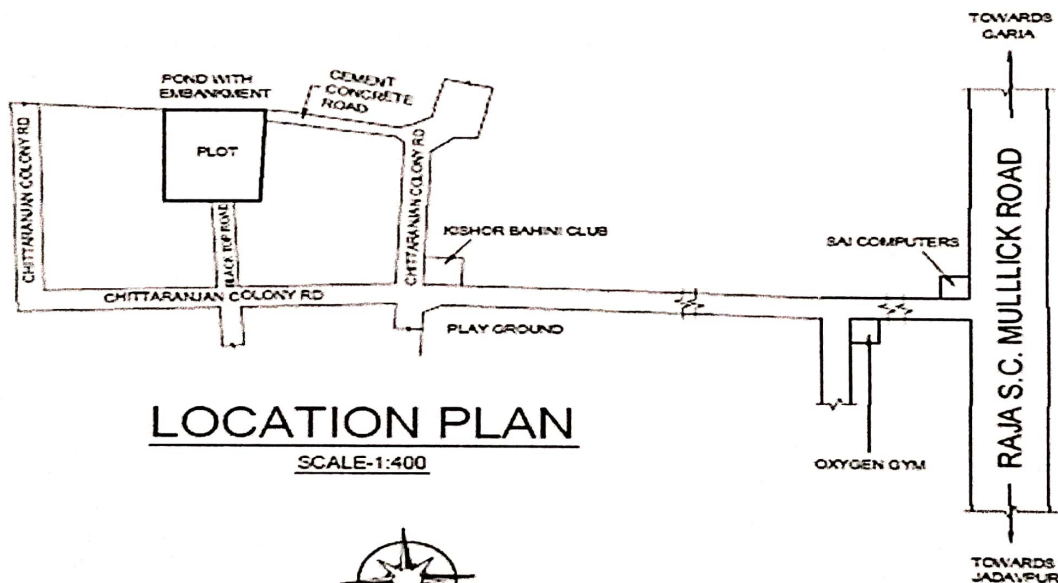 TOWARDS
GARIA
POND WITH
EMBANKMENT
CEMENT
CONCRETE
ROAD
PLOT
CHITTARANJAN COLONY RD
CHITTARANJAN COLONY RD
BLACK TOP ROAD
KISHOR BAHINI CLUB
SAI COMPUTERS
RAJA S.C. MULLLICK ROAD
CHITTARANJAN COLONY RD
PLAY GROUND
LOCATION PLAN
SCALE-1:400
OXYGEN GYM
TOWARDS
JADAVPUR